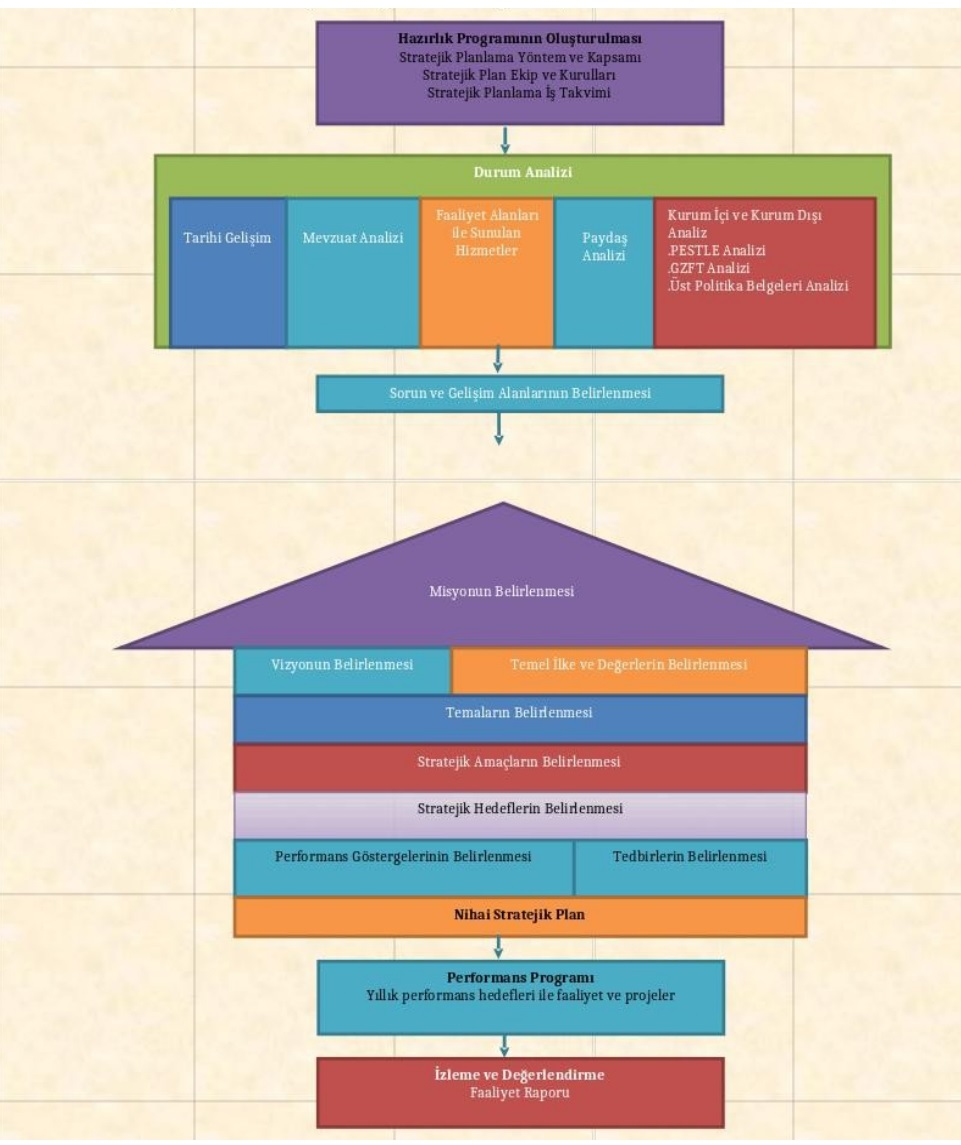 Hazırlık Programının Oluşturulması
Stratejik Planlama Yöntem ve Kapsamı
Stratejik Plan Ekip ve Kurulları
Stratejik Planlama İş Takvimi
Durum Analizi
Tarihi Gelişim
Mevzuat Analizi
Faaliyet Alanları
ile Sunulan
Hizmetler
Paydaş
Analizi
Kurum İçi ve Kurum Dışı
Analiz
.PESTLE Analizi
.GZFT Analizi
.Üst Politika Belgeleri Analizi
Sorun ve Gelişim Alanlarının Belirlenmesi
Misyonun Belirlenmesi
Vizyonun Belirlenmesi
Temel İlke ve Değerlerin Belirlenmesi
Temaların Belirlenmesi
Stratejik Amaçların Belirlenmesi
Stratejik Hedeflerin Belirlenmesi
Performans Göstergelerinin Belirlenmesi
Tedbirlerin Belirlenmesi
Nihai Stratejik Plan
Performans Programı
Yıllık performans hedefleri ile faaliyet ve projeler
İzleme ve Değerlendirme
Faaliyet Raporu